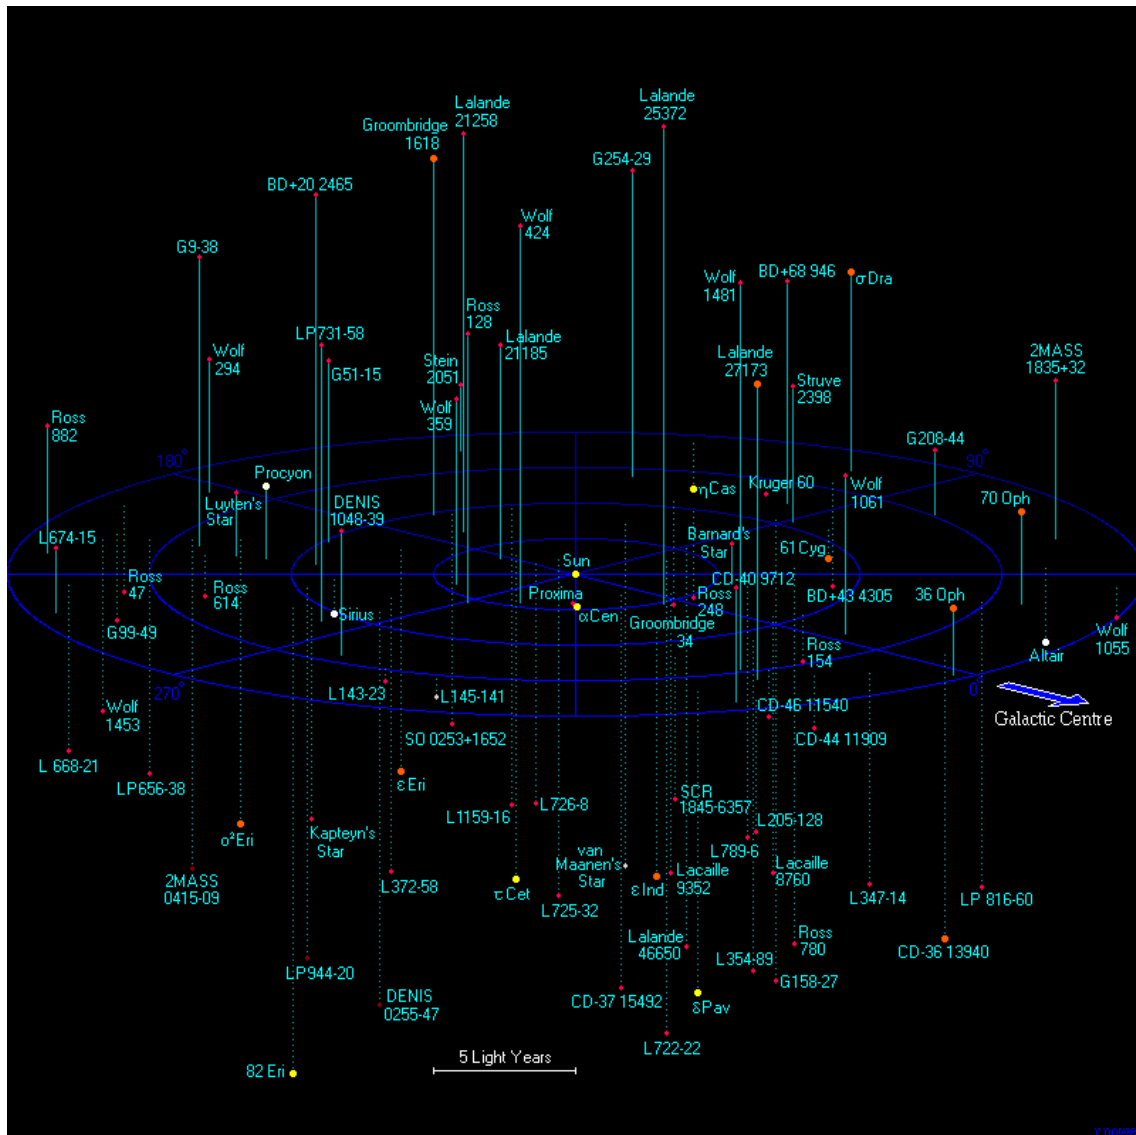 Lalande
21258
Lalande
25372
Groombridge
1618
G254-29
BD+20 2465
Wolf
424
G9-38
Wolf
1481
BD+68 946
σDra
Ross
128
LP731-58
Lalande
21185
Wolf
294
G51-15
Stein
2051
Lalande
27173
Struve
2398
2MASS
1835+32
Wolf
359
Ross
882
G208-44
180°
90°
Procyon
Luyten's
Star
DENIS
1048-39
ηCas
Kruger 60
Wolf
1061
70 Oph
L674-15
Barnard's
Star
61Cyg
Sun
CD-40 9712
Ross
47
Ross
614
Proxima
Ross
248
BD+43 4305
36 Oph
Sirius
αCen
Groombridge
34
G99-49
Wolf
1055
Altair
Ross
154
270°
0°
L143-23
L145-141
Wolf
1453
CD-46 11540
Galactic Centre
SO 0253+1652
CD-44 11909
L 668-21
LP656-38
εEri
SCR
1845-6357
L1159-16
L726-8
L205-128
o²Eri
Kapteyn's
Star
van
Maanen's
Star
L789-6
2MASS
0415-09
L372-58
τCet
εInd
Lacaille
9352
Lacaille
8760
L347-14
LP 816-60
L725-32
Lalande
46650
Ross
780
CD-36 13940
LP944-20
L354-89
G158-27
DENIS
0255-47
CD-37 15492
δPav
L722-22
5 Light Years
82 Eri